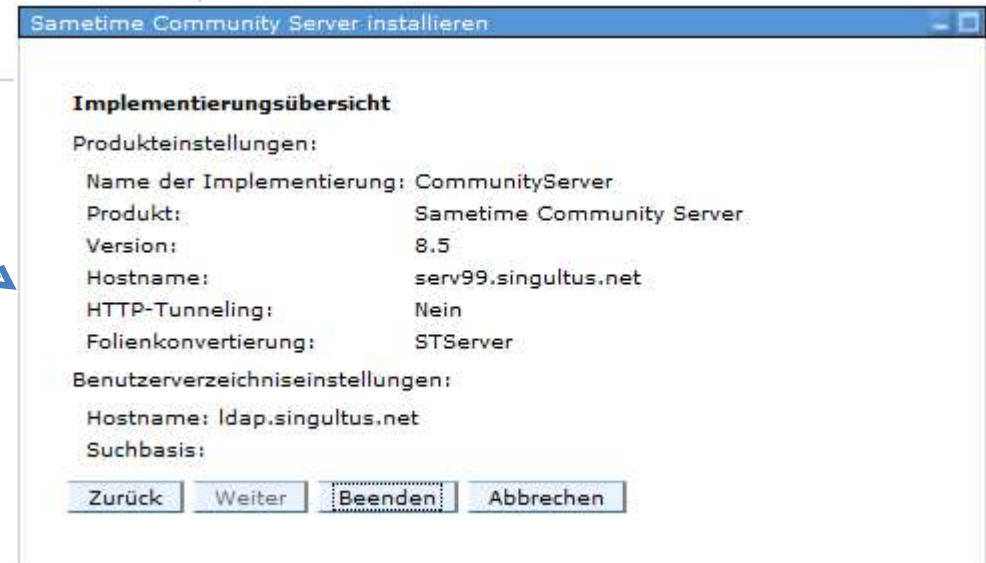 Sametime Community Server installieren
Implementierungsübersicht
Produkteinstellungen:
Name der Implementierung: CommunityServer
Produkt: Sametime Community Server
Version: 8.5
Hostname: serv99.singultus.net
HTTP-Tunneling: Nein
Folienkonvertierung: STServer
Benutzerverzeichniseinstellungen:
Hostname: ldap.singultus.net
Suchbasis:
Zurück Weiter Beenden Abbrechen